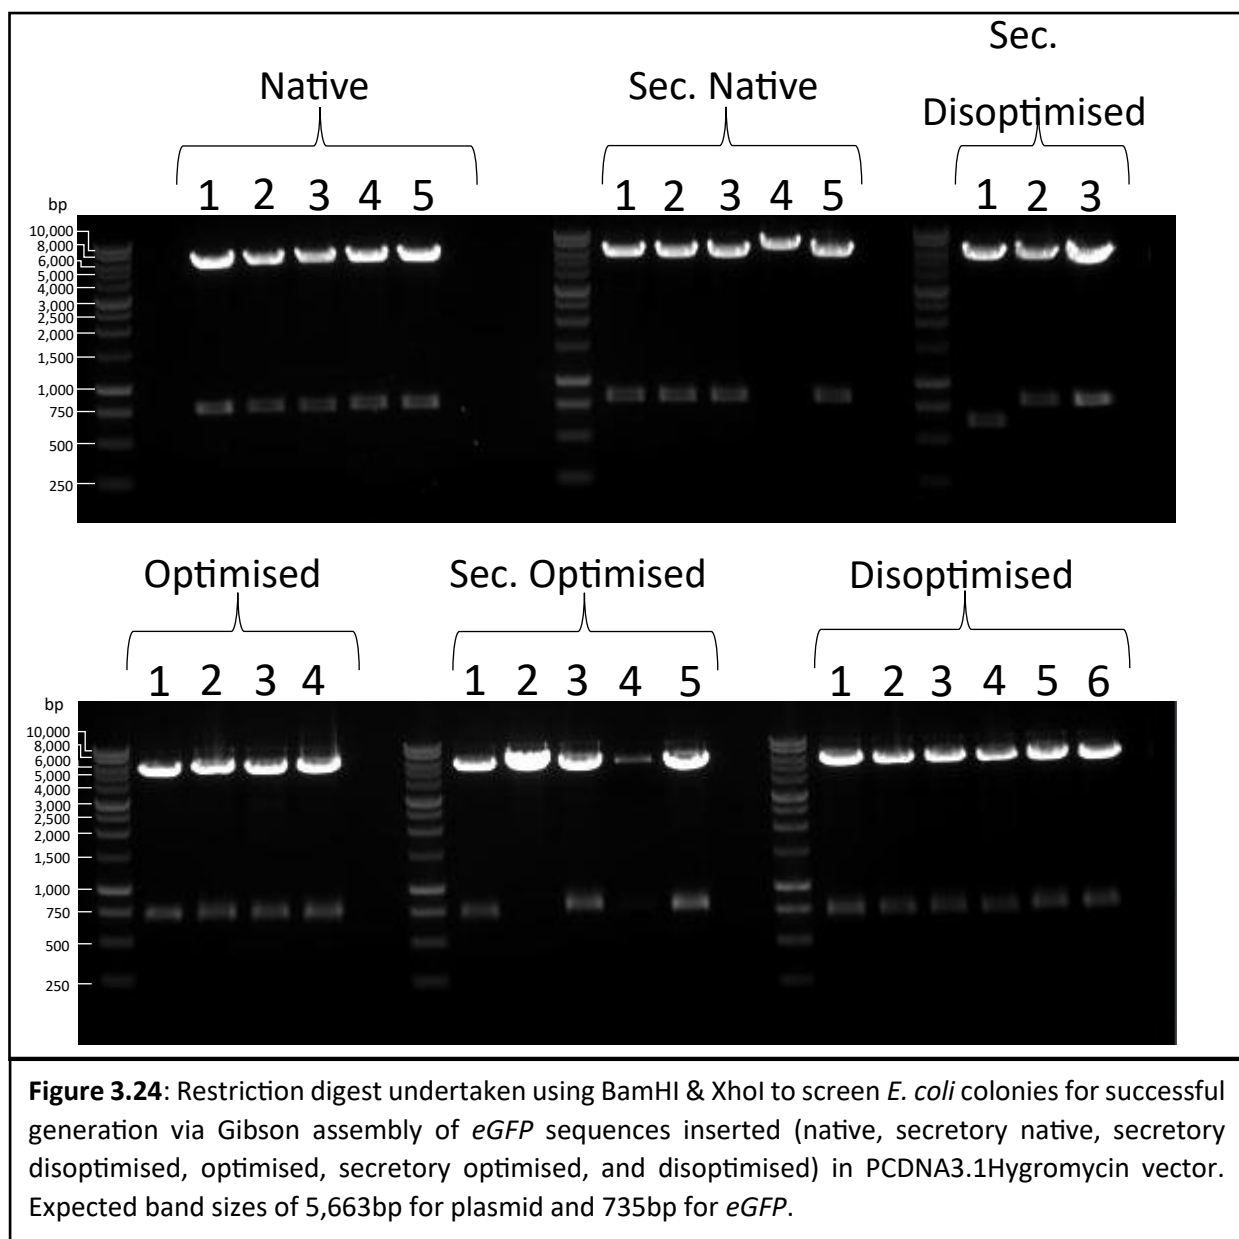 Sec.
Native Sec. Native Disoptimised
1 2 3 4 5 1 2 3 4 5 1 2 3
bp
10,000
8,000
6,000
5,000
4,000
3,000
2,500
2,000
1,500
1,000
750
500
250
Optimised Sec. Optimised Disoptimised
1 2 3 4 1 2 3 4 5 1 2 3 4 5 6
bp
10,000
8,000
6,000
5,000
4,000
3,000
2,500
2,000
1,500
1,000
750
500
250
Figure 3.24: Restriction digest undertaken using BamHI & XhoI to screen E. coli colonies for successful
generation via Gibson assembly of eGFP sequences inserted (native, secretory native, secretory
disoptimised, optimised, secretory optimised, and disoptimised) in PCDNA3.1Hygromycin vector.
Expected band sizes of 5,663bp for plasmid and 735bp for eGFP.